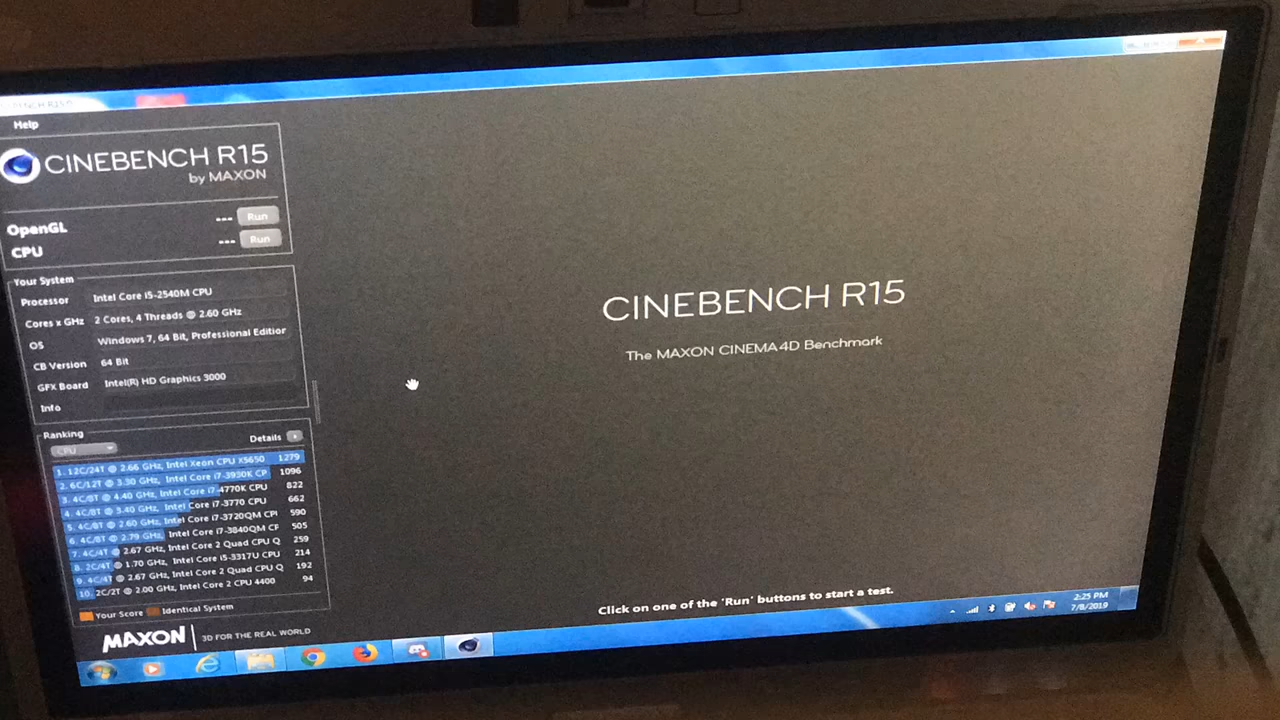 Help
CINEBENCH R15
by MAXON
OpenGL --- Run
CPU --- Run
Your System
Processor Intel Core i5-2540M CPU
Cores x GHz 2 Cores, 4 Threads @ 2.60 GHz
OS Windows 7, 64 Bit, Professional Edition
CB Version 64 Bit
GFX Board Intel(R) HD Graphics 3000
Info
Ranking
CPU Details
1. 12C/24T @ 2.66 GHz, Intel Xeon CPU X5650 1279
2. 6C/12T @ 3.30 GHz, Intel Core i7-3930K CP 1096
3. 4C/8T @ 4.40 GHz, Intel Core i7-4770K CPU 822
4. 4C/8T @ 3.40 GHz, Intel Core i7-3770 CPU 662
5. 4C/8T @ 2.60 GHz, Intel Core i7-3720QM CPI 590
6. 4C/8T @ 2.79 GHz, Intel Core i7-3840QM CF 505
7. 4C/4T @ 2.67 GHz, Intel Core 2 Quad CPU Q 259
8. 2C/4T @ 1.70 GHz, Intel Core i5-3317U CPU 214
9. 4C/4T @ 2.67 GHz, Intel Core 2 Quad CPU Q 192
10. 2C/2T @ 2.00 GHz, Intel Core 2 CPU 4400 94
Your Score Identical System
MAXON 3D FOR THE REAL WORLD
CINEBENCH R15
The MAXON CINEMA 4D Benchmark
Click on one of the 'Run' buttons to start a test.
2:25 PM
7/8/2019